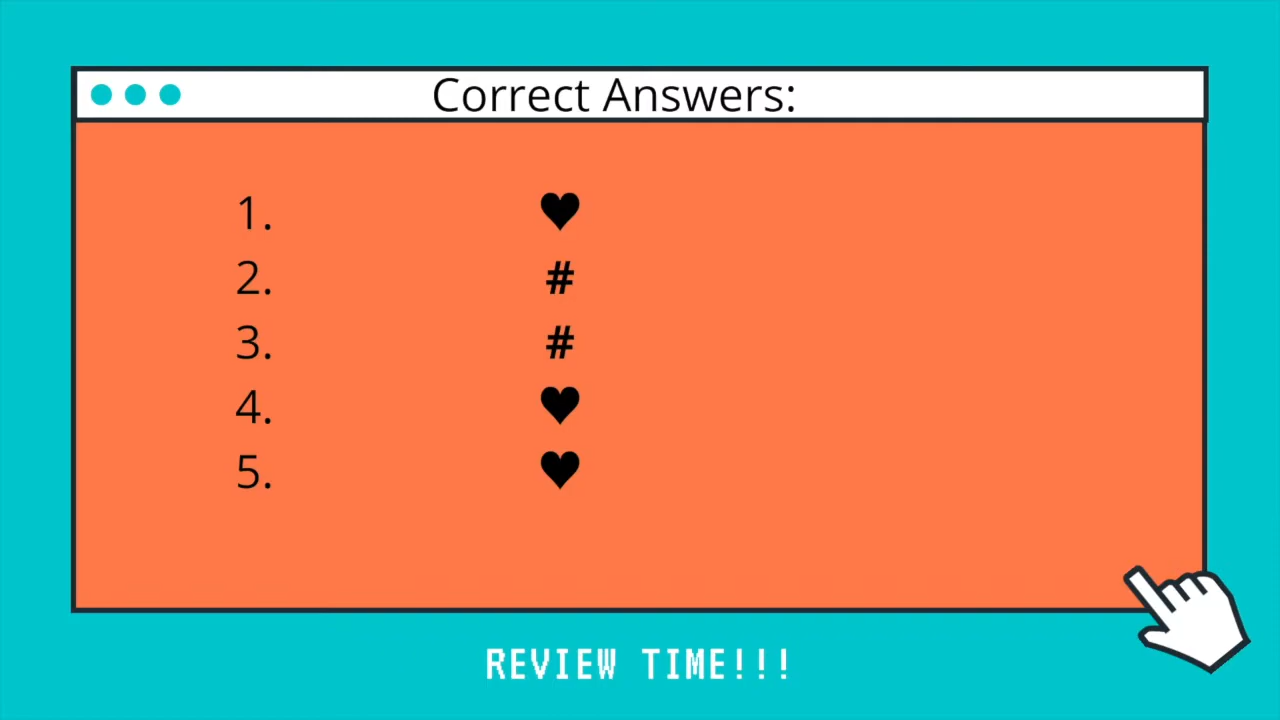 Correct Answers:
1. ♥
2. #
3. #
4. ♥
5. ♥
REVIEW TIME!!!